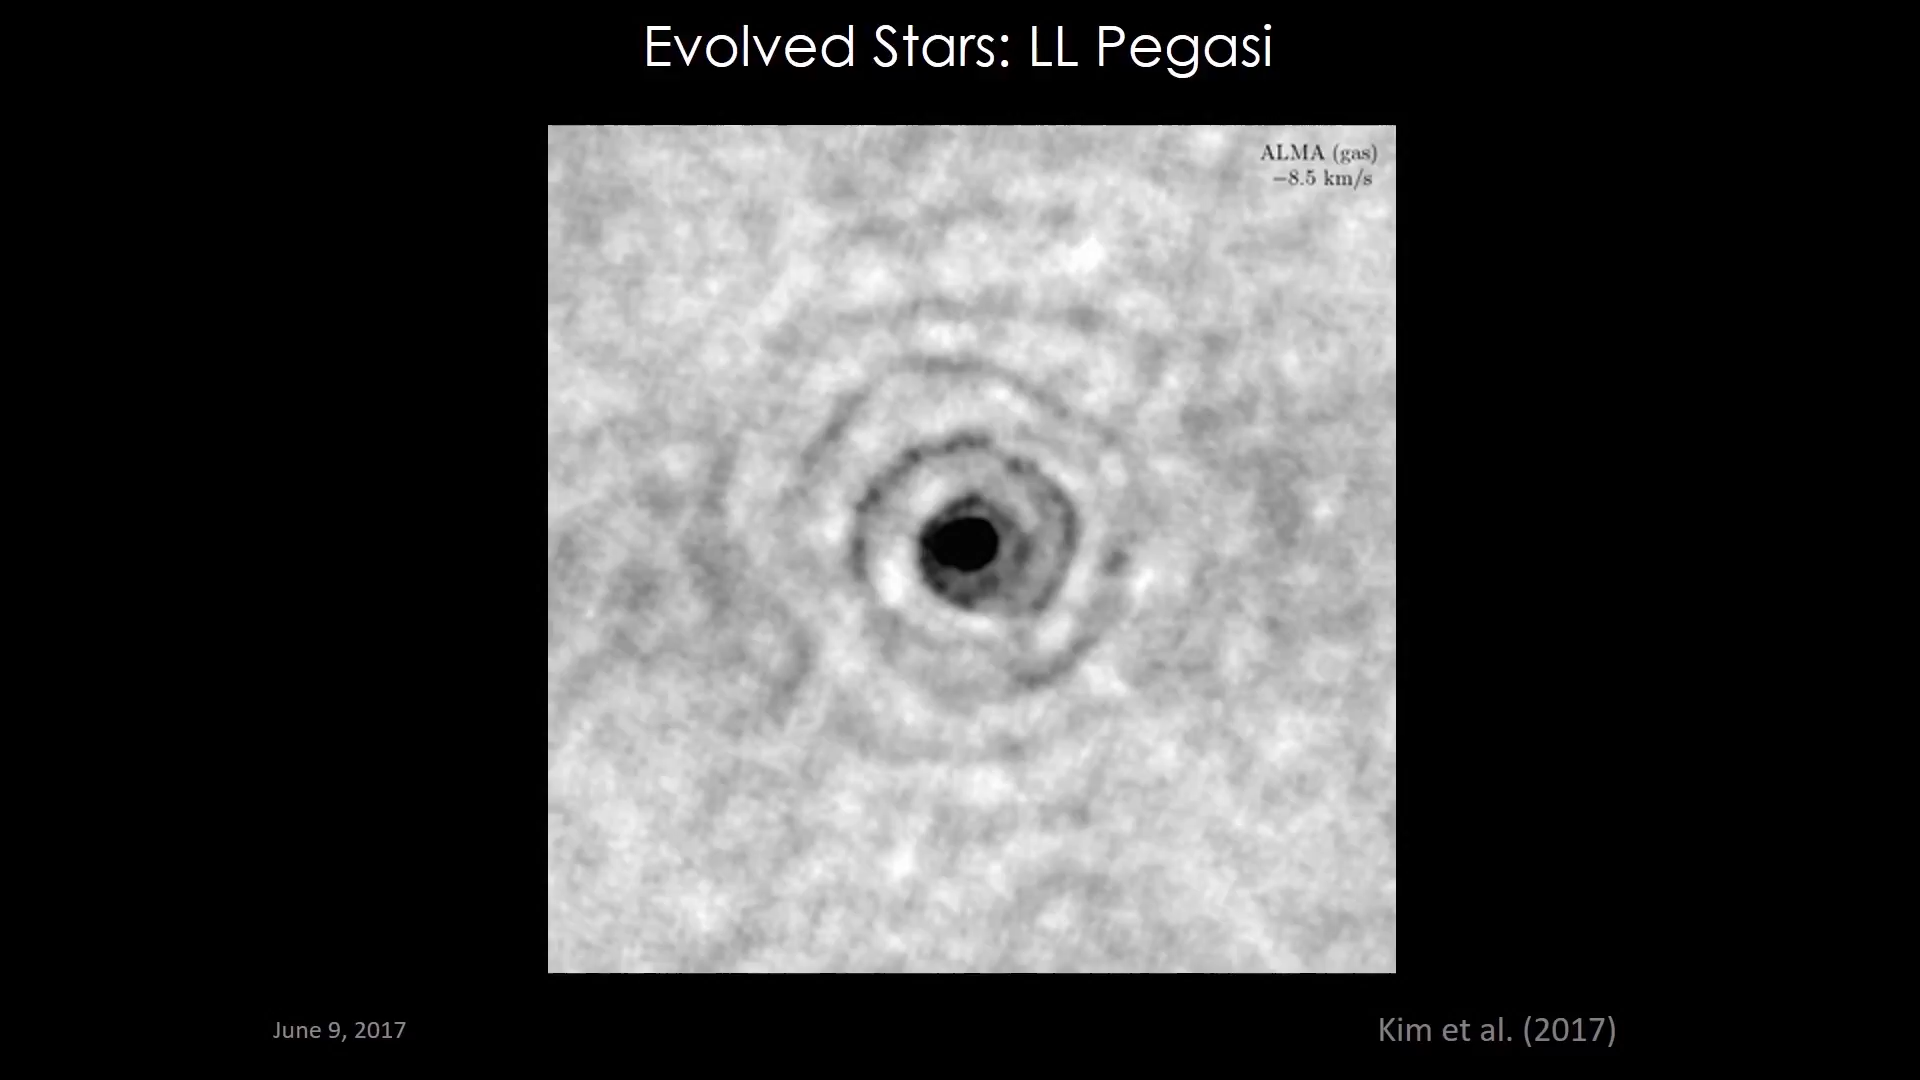 Evolved Stars: LL Pegasi
ALMA (gas)
−8.5 km/s
June 9, 2017
Kim et al. (2017)